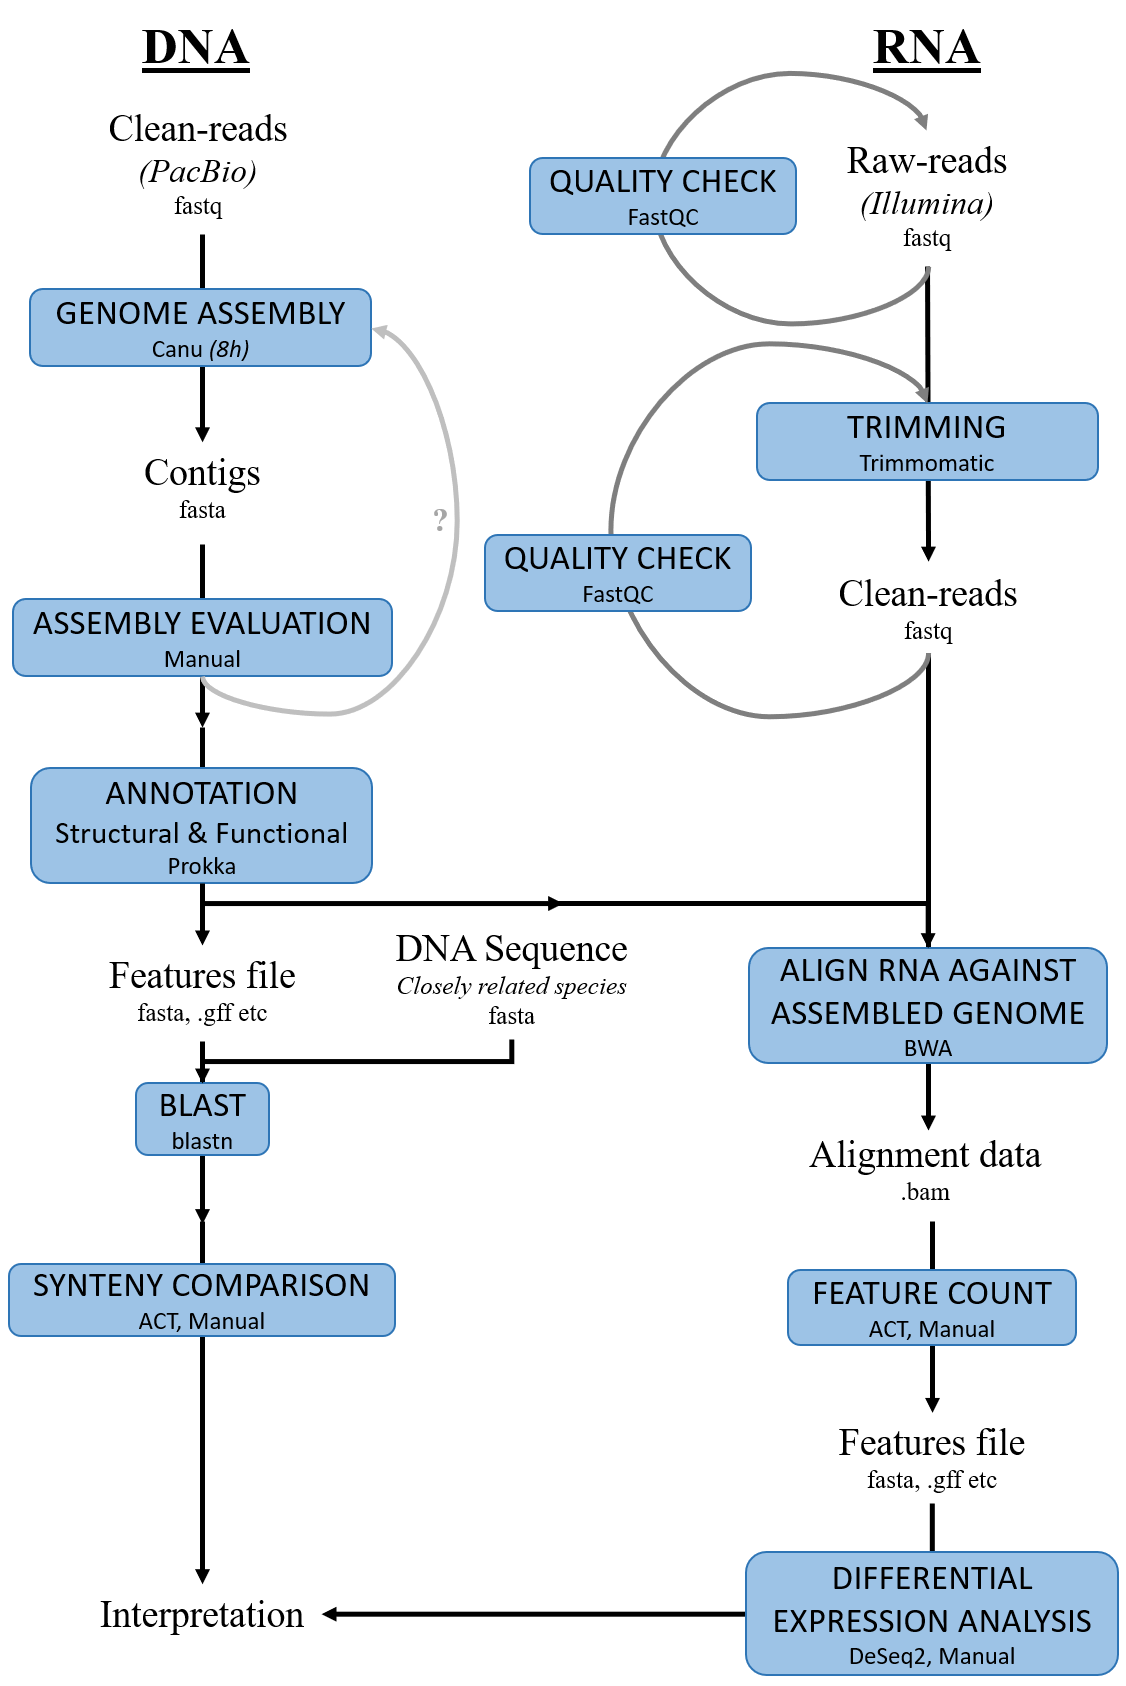 DNA
Clean-reads
(PacBio)
fastq
GENOME ASSEMBLY
Canu (8h)
Contigs
fasta
?
ASSEMBLY EVALUATION
Manual
ANNOTATION
Structural & Functional
Prokka
Features file
fasta, .gff etc
DNA Sequence
Closely related species
fasta
BLAST
blastn
SYNTENY COMPARISON
ACT, Manual
Interpretation
RNA
Raw-reads
(Illumina)
fastq
QUALITY CHECK
FastQC
TRIMMING
Trimmomatic
QUALITY CHECK
FastQC
Clean-reads
fastq
ALIGN RNA AGAINST
ASSEMBLED GENOME
BWA
Alignment data
.bam
FEATURE COUNT
ACT, Manual
Features file
fasta, .gff etc
DIFFERENTIAL
EXPRESSION ANALYSIS
DeSeq2, Manual